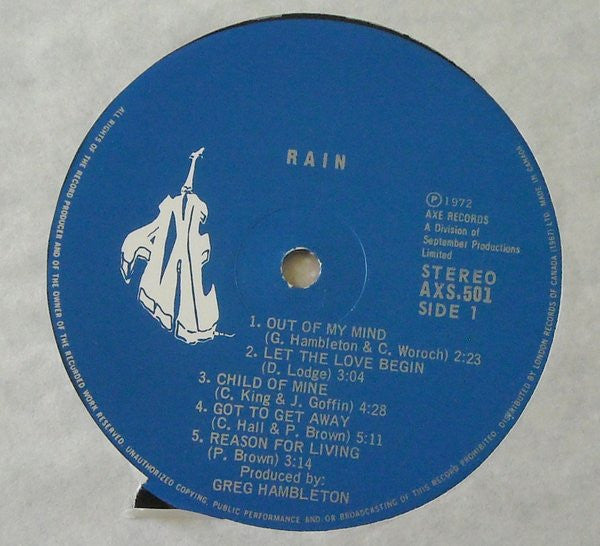 RAIN
AXE
℗ 1972
AXE RECORDS
A Division of
September Productions
Limited
STEREO
AXS.501
SIDE 1
1. OUT OF MY MIND
(G. Hambleton & C. Woroch) 2:23
2. LET THE LOVE BEGIN
(D. Lodge) 3:04
3. CHILD OF MINE
(C. King & J. Goffin) 4:28
4. GOT TO GET AWAY
(C. Hall & P. Brown) 5:11
5. REASON FOR LIVING
(P. Brown) 3:14
Produced by:
GREG HAMBLETON
ALL RIGHTS OF THE RECORD PRODUCER AND OF THE OWNER OF THE RECORDED WORK RESERVED. UNAUTHORIZED COPYING, PUBLIC PERFORMANCE AND OR BROADCASTING OF THIS RECORD PROHIBITED. DISTRIBUTED BY LONDON RECORDS OF CANADA (1967) LTD. MADE IN CANADA